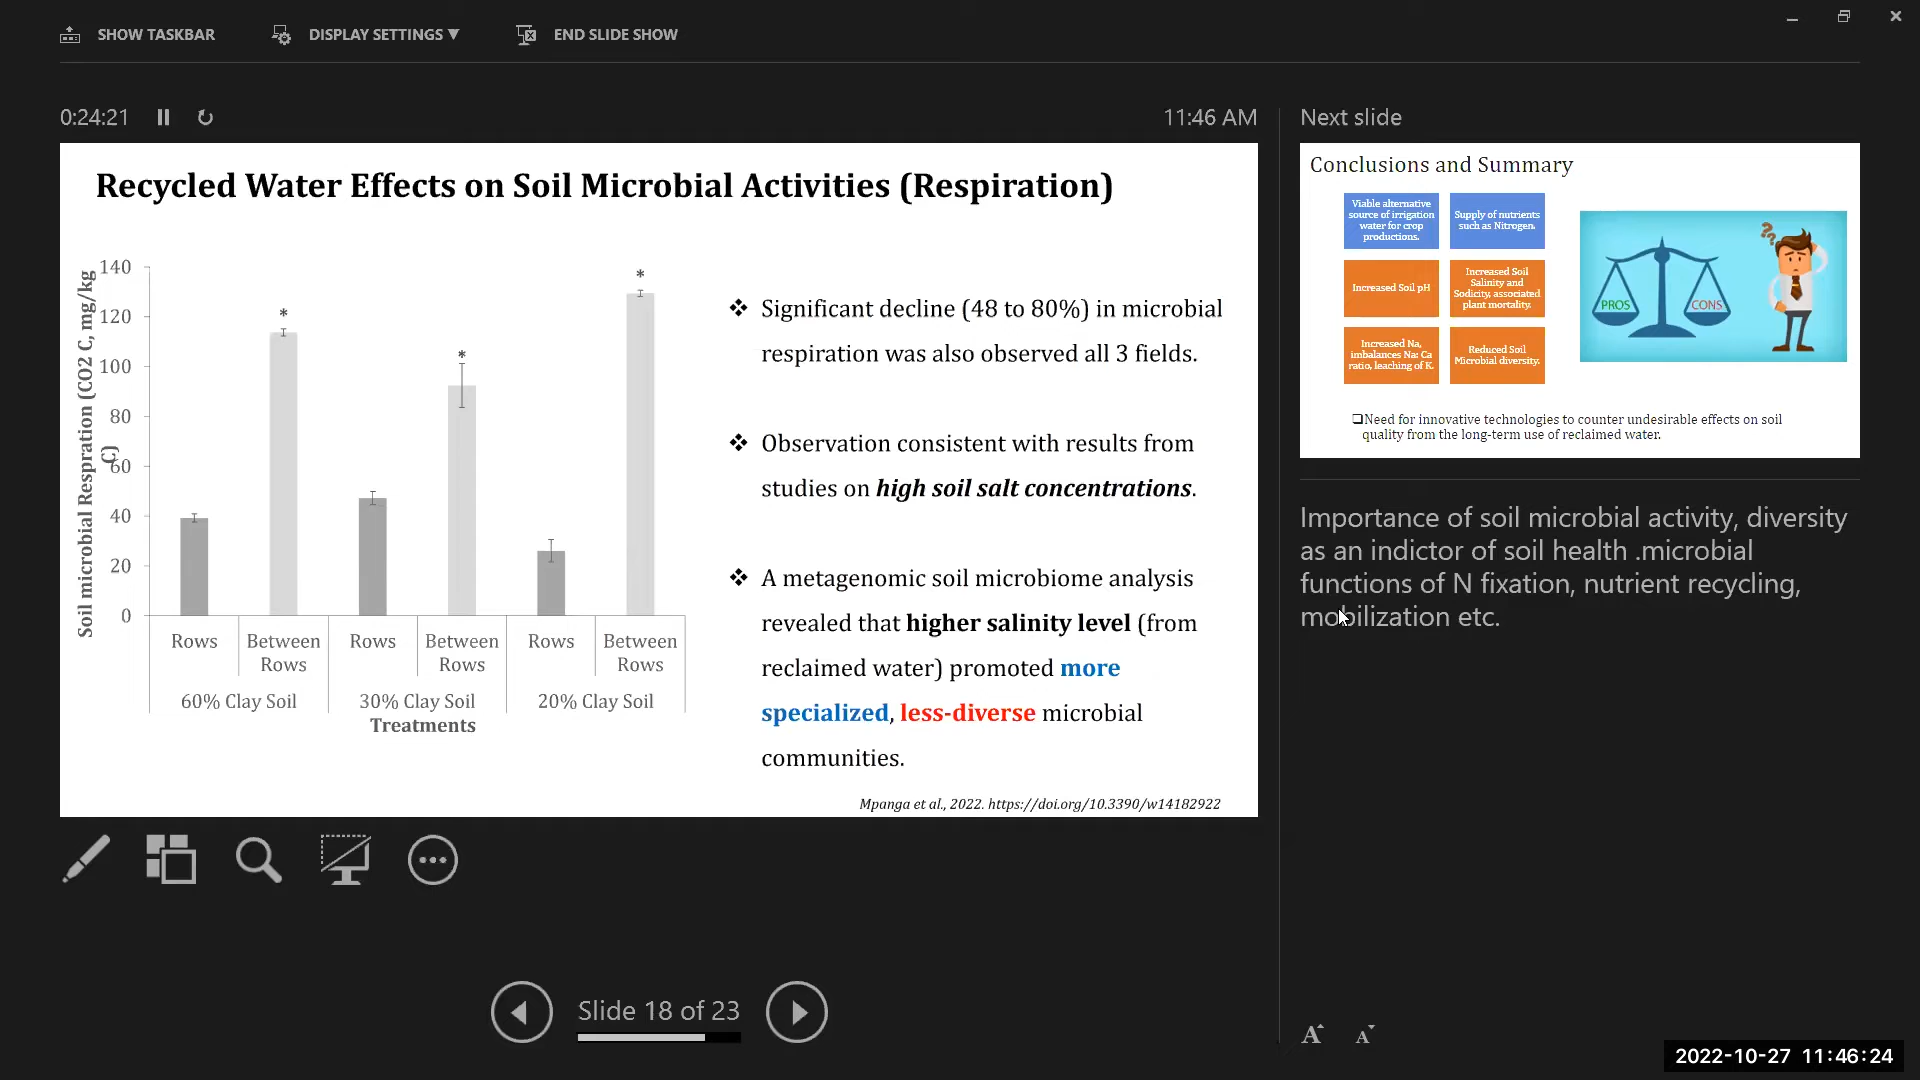 SHOW TASKBAR
DISPLAY SETTINGS ▼
END SLIDE SHOW
0:24:21
11:46 AM
Recycled Water Effects on Soil Microbial Activities (Respiration)
Soil microbial Respration (CO2 C, mg/kg
C)
140
120
100
80
60
40
20
0
*
*
*
Rows
Between
Rows
Rows
Between
Rows
Rows
Between
Rows
60% Clay Soil
30% Clay Soil
20% Clay Soil
Treatments
❖ Significant decline (48 to 80%) in microbial
respiration was also observed all 3 fields.
❖ Observation consistent with results from
studies on high soil salt concentrations.
❖ A metagenomic soil microbiome analysis
revealed that higher salinity level (from
reclaimed water) promoted more
specialized, less-diverse microbial
communities.
Mpanga et al., 2022. https://doi.org/10.3390/w14182922
Slide 18 of 23
Next slide
Conclusions and Summary
Viable alternative
source of irrigation
water for crop
productions.
Supply of nutrients
such as Nitrogen.
Increased Soil pH
Increased Soil
Salinity and
Sodicity, associated
plant mortality.
Increased Na,
imbalances Na: Ca
ratio, leaching of K.
Reduced Soil
Microbial diversity.
PROS
CONS
??
❑Need for innovative technologies to counter undesirable effects on soil
quality from the long-term use of reclaimed water.
Importance of soil microbial activity, diversity
as an indictor of soil health .microbial
functions of N fixation, nutrient recycling,
mobilization etc.
A A
2022-10-27 11:46:24